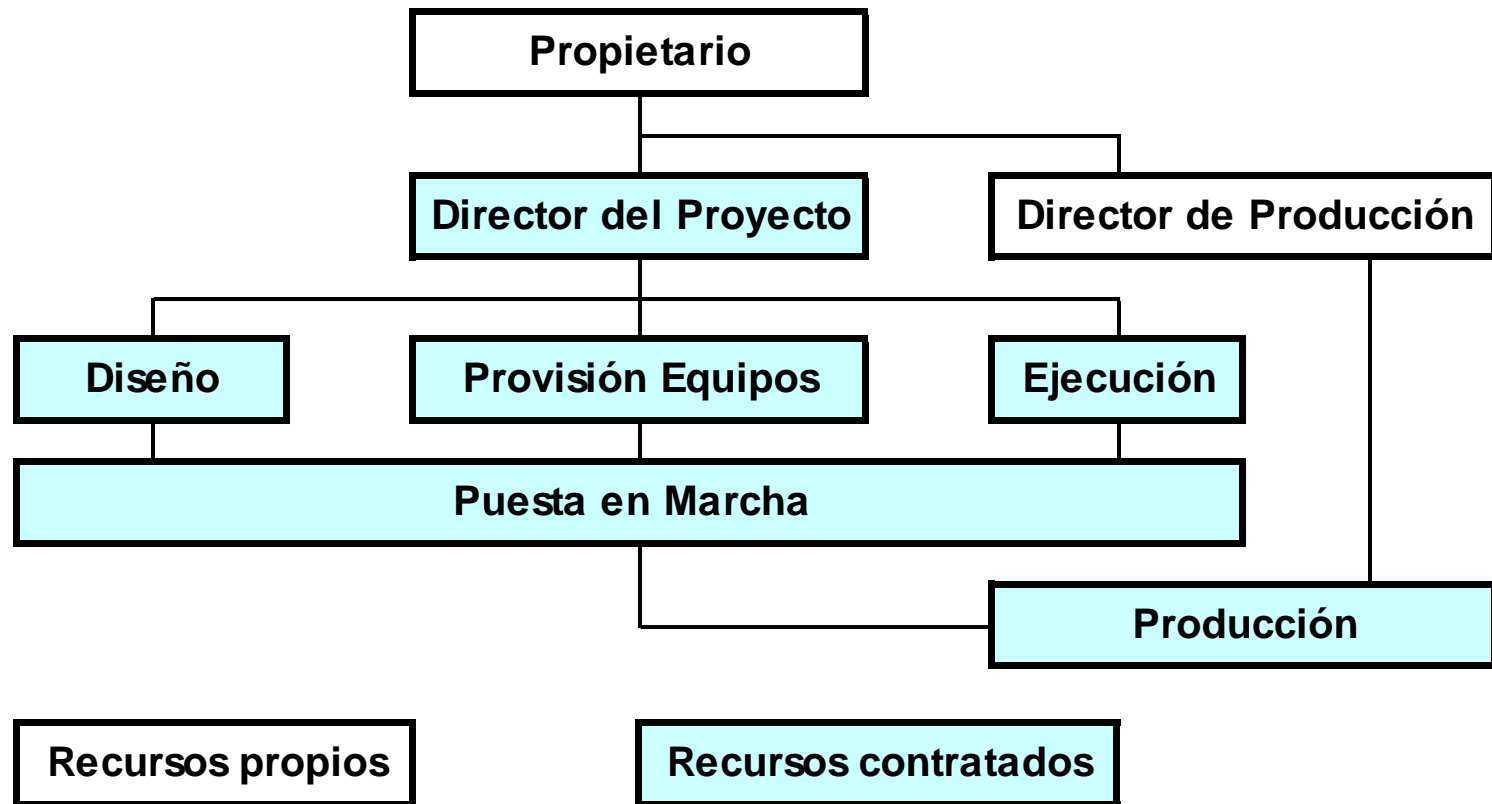 Propietario
Director del Proyecto
Director de Producción
Diseño
Provisión Equipos
Ejecución
Puesta en Marcha
Producción
Recursos propios
Recursos contratados